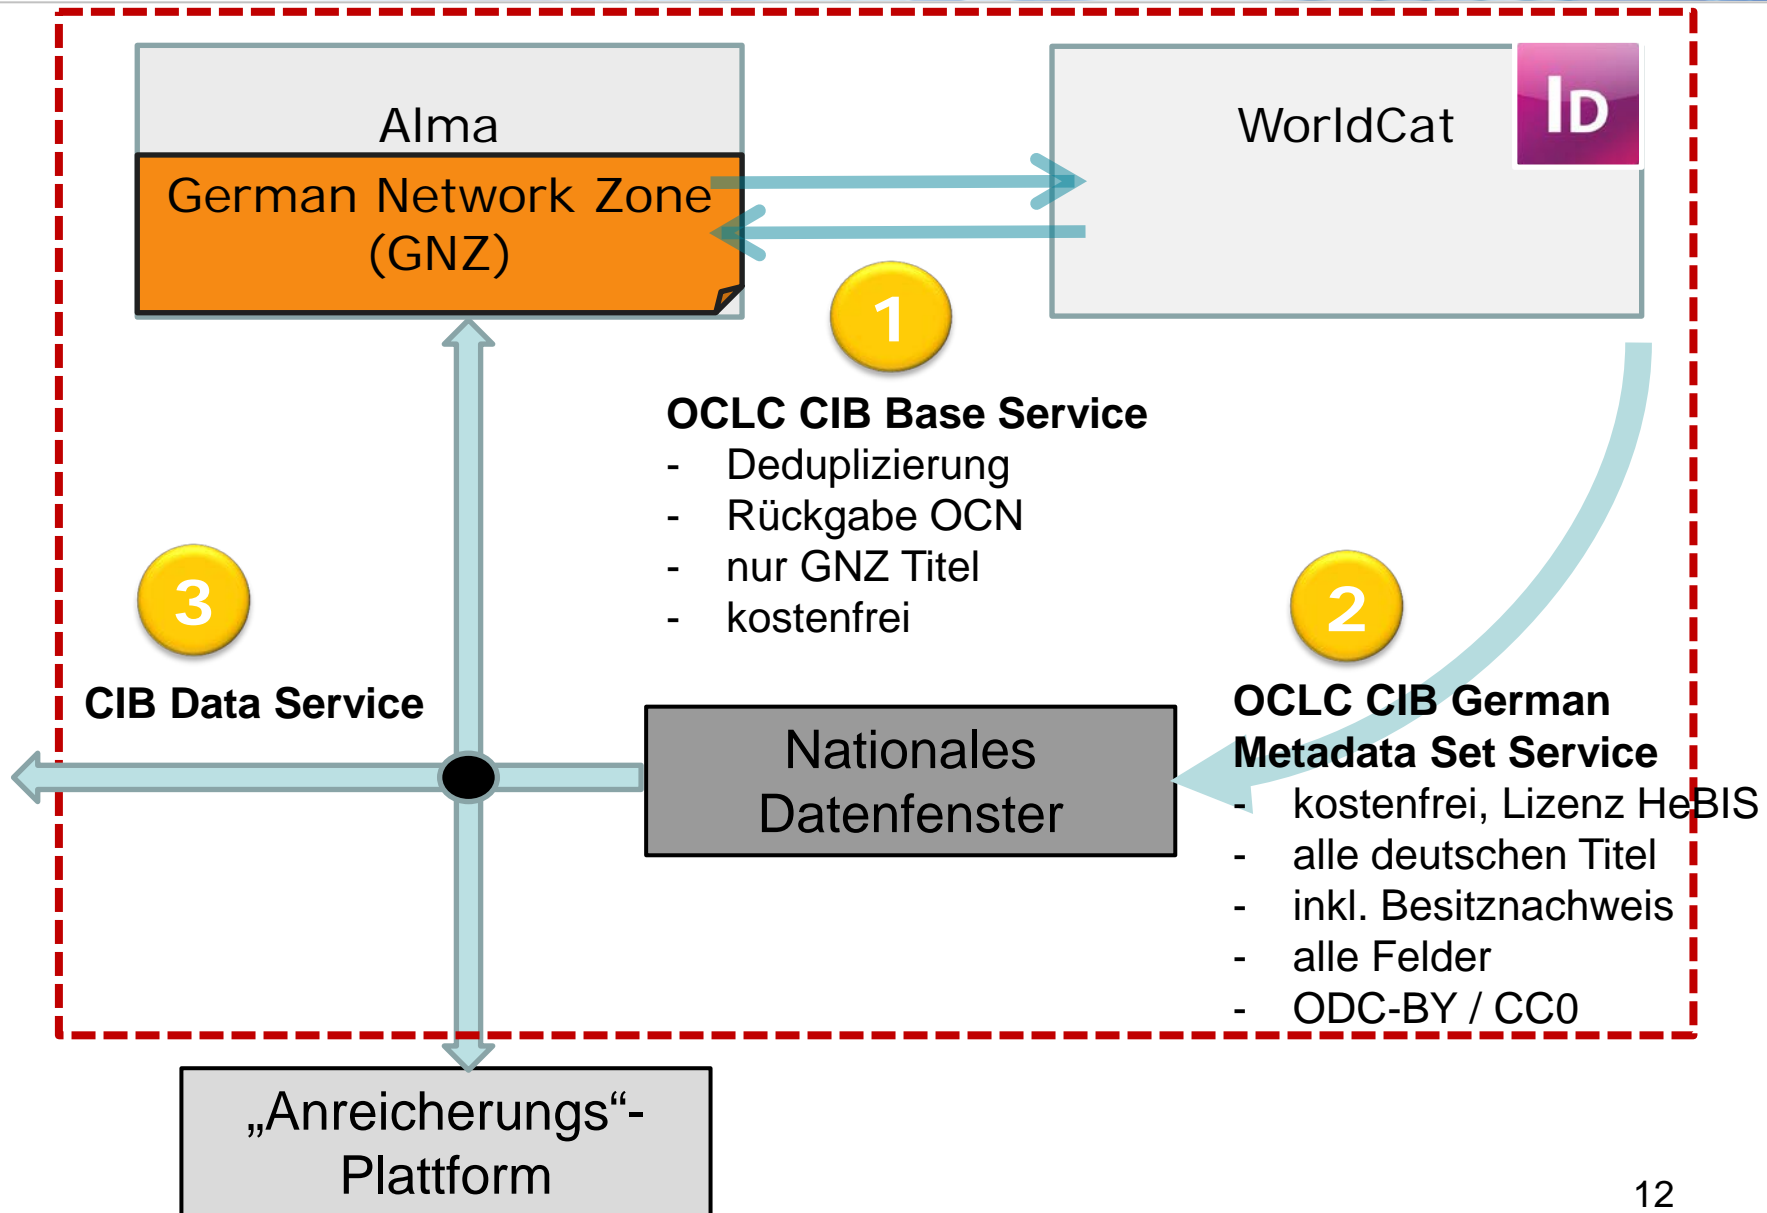 Alma
German Network Zone
(GNZ)
WorldCat
ID
1
OCLC CIB Base Service
- Deduplizierung
- Rückgabe OCN
- nur GNZ Titel
- kostenfrei
3
CIB Data Service
2
OCLC CIB German
Metadata Set Service
- kostenfrei, Lizenz HeBIS
- alle deutschen Titel
- inkl. Besitznachweis
- alle Felder
- ODC-BY / CC0
Nationales
Datenfenster
„Anreicherungs“-
Plattform
12